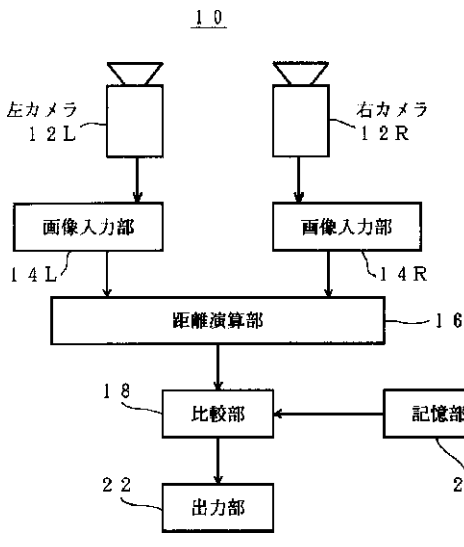 １０
左カメラ
１２Ｌ
右カメラ
１２Ｒ
画像入力部
画像入力部
１４Ｌ
１４Ｒ
距離演算部
１６
１８
比較部
記憶部
２
２２
出力部